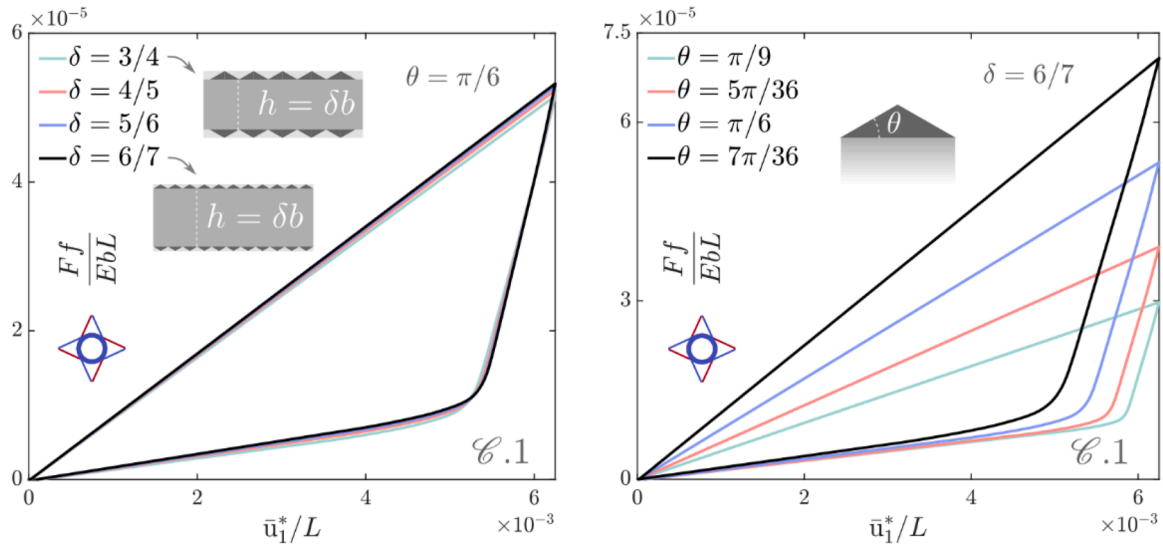 ×10⁻⁵
6
4
2
0
0
2
4
6
×10⁻³
δ = 3/4
δ = 4/5
δ = 5/6
δ = 6/7
h = δb
h = δb
θ = π/6
Ff
EbL
𝒞.1
ū₁*/L
×10⁻⁵
7.5
6
3
0
0
2
4
6
×10⁻³
θ = π/9
θ = 5π/36
θ = π/6
θ = 7π/36
θ
δ = 6/7
Ff
EbL
𝒞.1
ū₁*/L